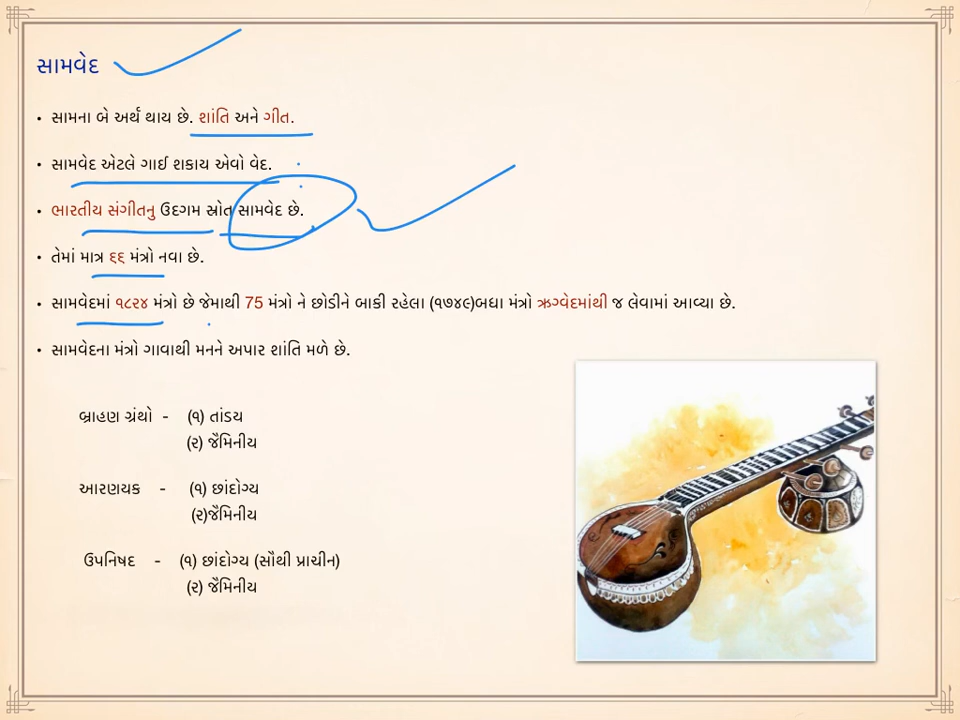 સામવેદ
• સામના બે અર્થ થાય છે. શાંતિ અને ગીત.
• સામવેદ એટલે ગાઈ શકાય એવો વેદ.
• ભારતીય સંગીતનુ ઉદગમ સ્રોત સામવેદ છે.
• તેમાં માત્ર ૬૬ મંત્રો નવા છે.
• સામવેદમાં ૧૮૨૪ મંત્રો છે જેમાથી 75 મંત્રો ને છોડીને બાકી રહેલા (૧૭૪૯)બધા મંત્રો ઋગ્વેદમાંથી જ લેવામાં આવ્યા છે.
• સામવેદના મંત્રો ગાવાથી મનને અપાર શાંતિ મળે છે.
બ્રાહણ ગ્રંથો - (૧) તાંડય
(૨) જૈમિનીય
આરણયક - (૧) છાંદોગ્ય
(૨)જૈમિનીય
ઉપનિષદ - (૧) છાંદોગ્ય (સૌથી પ્રાચીન)
(૨) જૈમિનીય